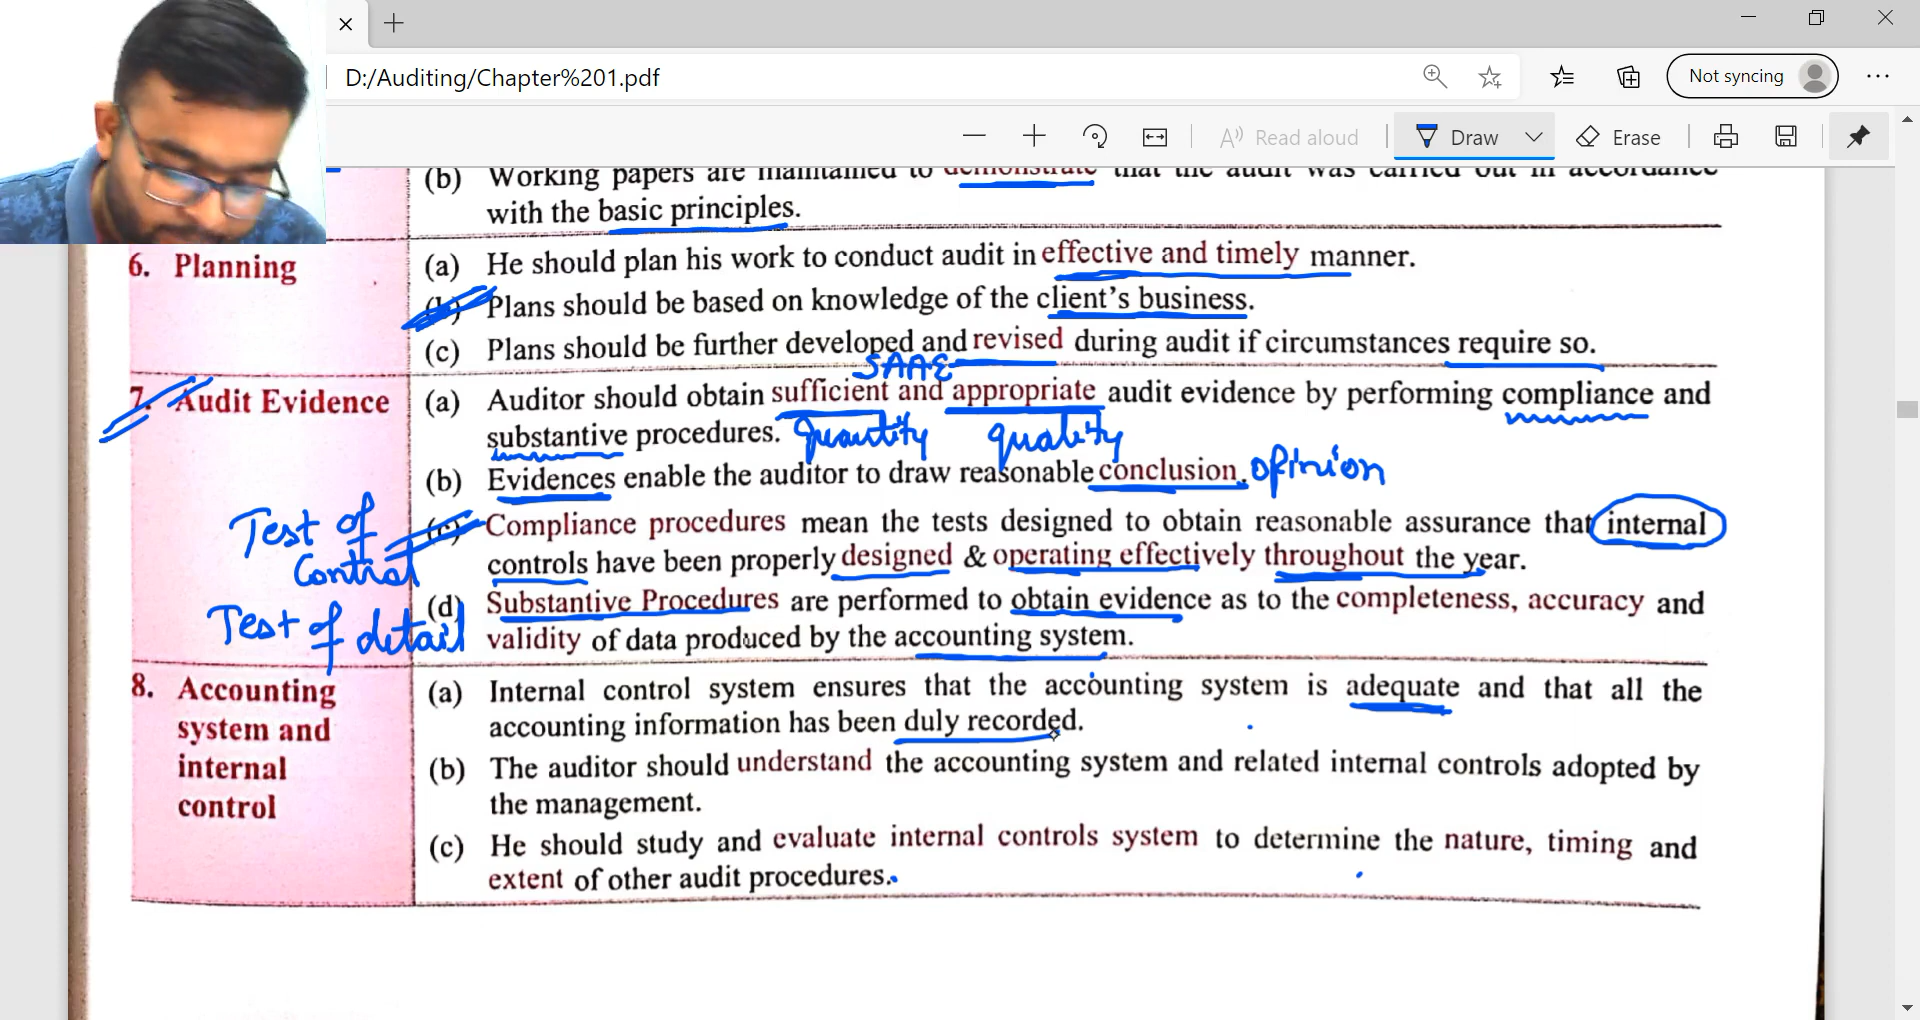 D:/Auditing/Chapter%201.pdf
Not syncing
Read aloud
Draw
Erase
(b) Working papers are maintained to demonstrate that the audit was carried out in accordance
with the basic principles.
6. Planning
(a) He should plan his work to conduct audit in effective and timely manner.
(b) Plans should be based on knowledge of the client's business.
(c) Plans should be further developed and revised during audit if circumstances require so.
SAAE
7. Audit Evidence
(a) Auditor should obtain sufficient and appropriate audit evidence by performing compliance and
substantive procedures.
quantity quality
(b) Evidences enable the auditor to draw reasonable conclusion.
opinion
Test of
Control
(c) Compliance procedures mean the tests designed to obtain reasonable assurance that internal
controls have been properly designed & operating effectively throughout the year.
Test of detail
(d) Substantive Procedures are performed to obtain evidence as to the completeness, accuracy and
validity of data produced by the accounting system.
8. Accounting
system and
internal
control
(a) Internal control system ensures that the accounting system is adequate and that all the
accounting information has been duly recorded.
(b) The auditor should understand the accounting system and related internal controls adopted by
the management.
(c) He should study and evaluate internal controls system to determine the nature, timing and
extent of other audit procedures.